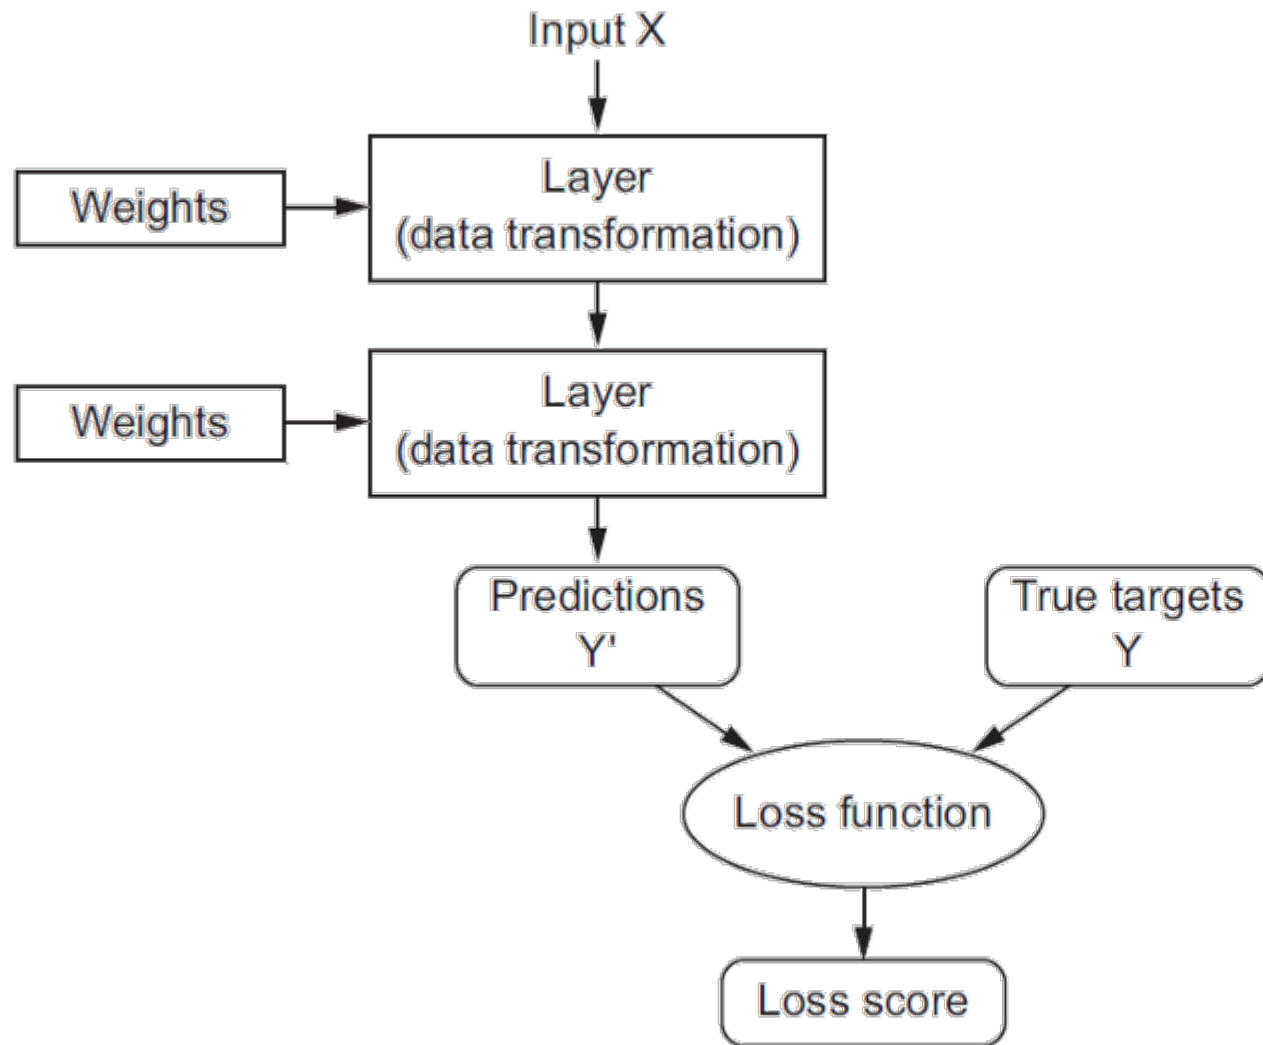 Input X
Weights
Layer
(data transformation)
Weights
Layer
(data transformation)
Predictions
Y'
True targets
Y
Loss function
Loss score